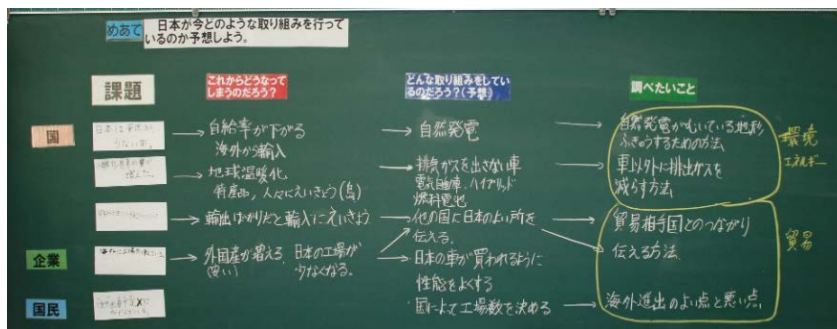 めあて
日本が今とのような取り組みを行って
いるのか予想しよう。
課題
これからどうなって
しまうのだろう?
どんな取り組みをしてい
るのだろう?(予想)
調べたいこと
国
自給率が下がる
海外から輸入
自然発電
自然発電がむいている地形
ふきゅうするための方法
環境
エネルギー
地球温暖化
特産品,人々にえいきょう(島)
排気ガスを出さない車
電気自動車、ハイブリッド
燃料電池
車以外に排出ガスを
減らす方法
輸出ばかりだと輸入にえいきょう
他の国に日本のよい所を
伝える
貿易相手国とのつながり
伝える方法
貿易
企業
外国産が増える
日本の工場が
少なくなる。
日本の車が買われるように
性能をよくする
国民
国によって工場数を決める
海外進出のよい点と悪い点